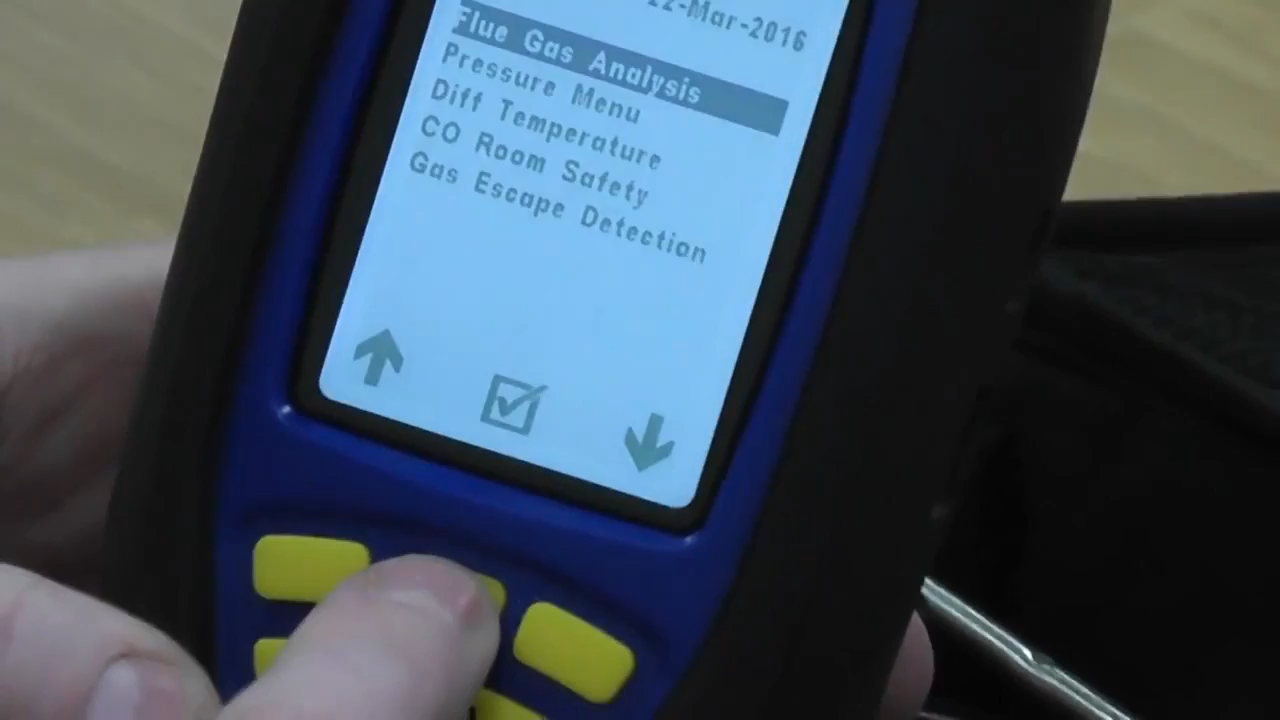 22-Mar-2016
Flue Gas Analysis
Pressure Menu
Diff Temperature
CO Room Safety
Gas Escape Detection